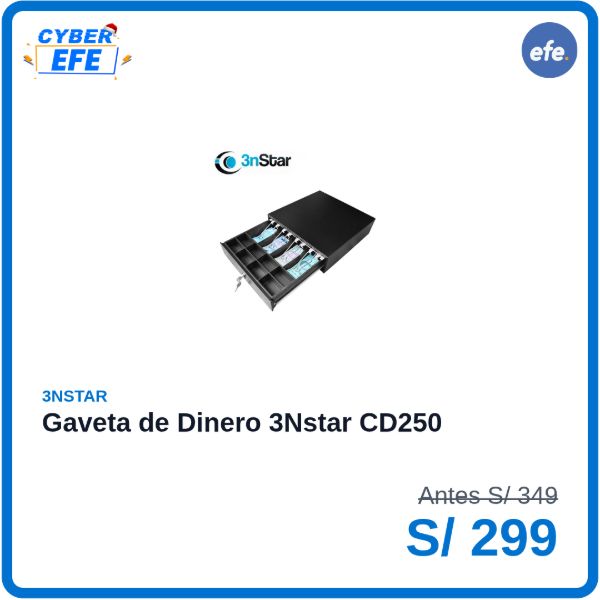 CYBER
EFE
efe.
3nStar
3NSTAR
Gaveta de Dinero 3Nstar CD250
Antes S/ 349
S/ 299